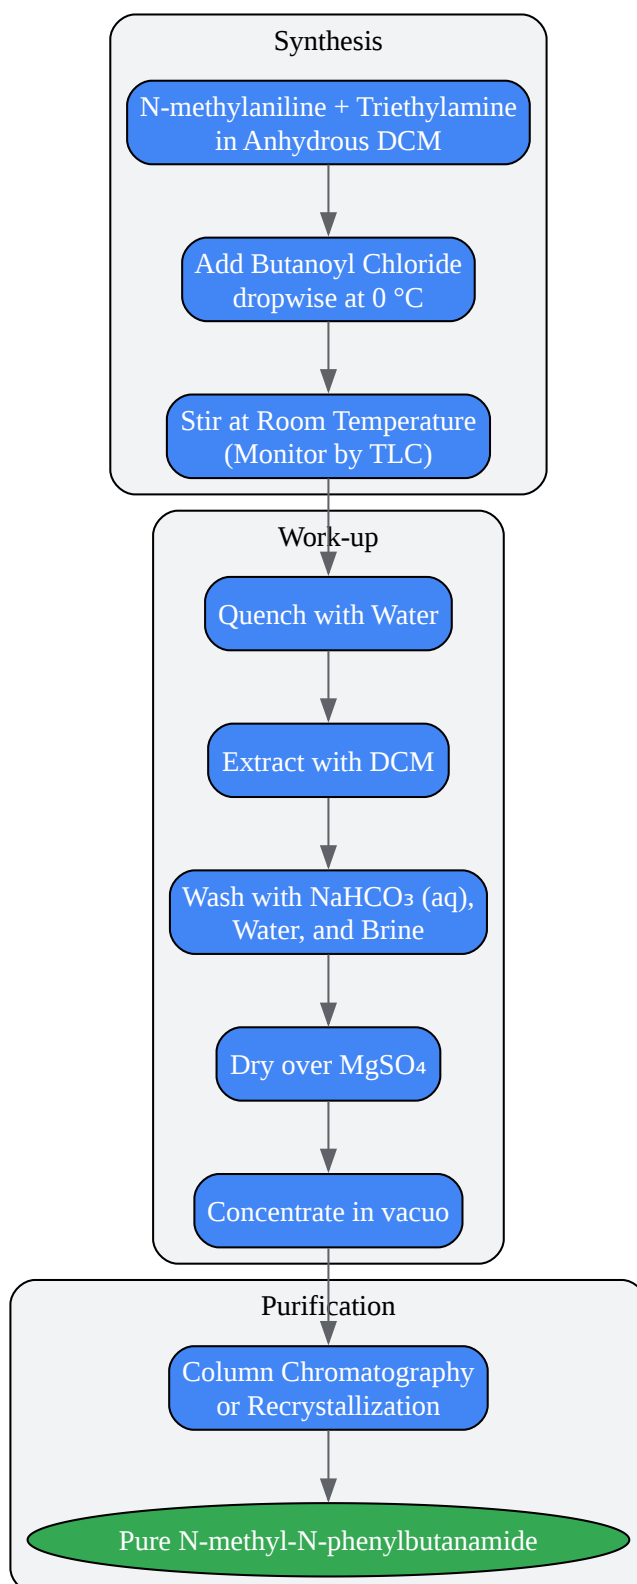 Synthesis
N-methylaniline + Triethylamine
in Anhydrous DCM
Add Butanoyl Chloride
dropwise at 0 °C
Stir at Room Temperature
(Monitor by TLC)
Work-up
Quench with Water
Extract with DCM
Wash with NaHCO₃ (aq),
Water, and Brine
Dry over MgSO₄
Concentrate in vacuo
Purification
Column Chromatography
or Recrystallization
Pure N-methyl-N-phenylbutanamide